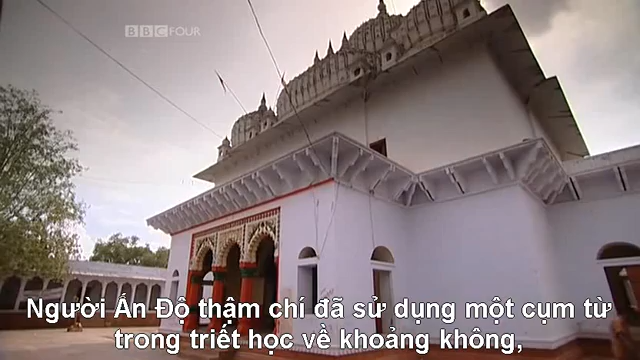 BBC FOUR
Người Ấn Độ thậm chí đã sử dụng một cụm từ
trong triết học về khoảng không,